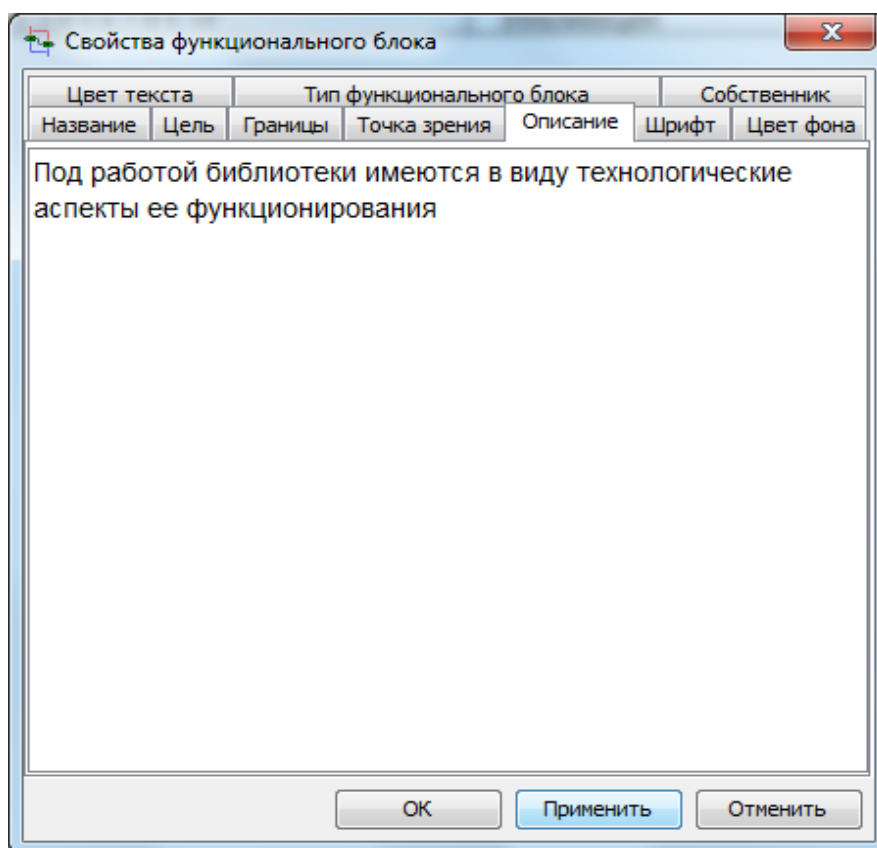 Свойства функционального блока
Цвет текста Тип функционального блока Собственник
Название Цель Границы Точка зрения Описание Шрифт Цвет фона
Под работой библиотеки имеются в виду технологические
аспекты ее функционирования
ОК Применить Отменить